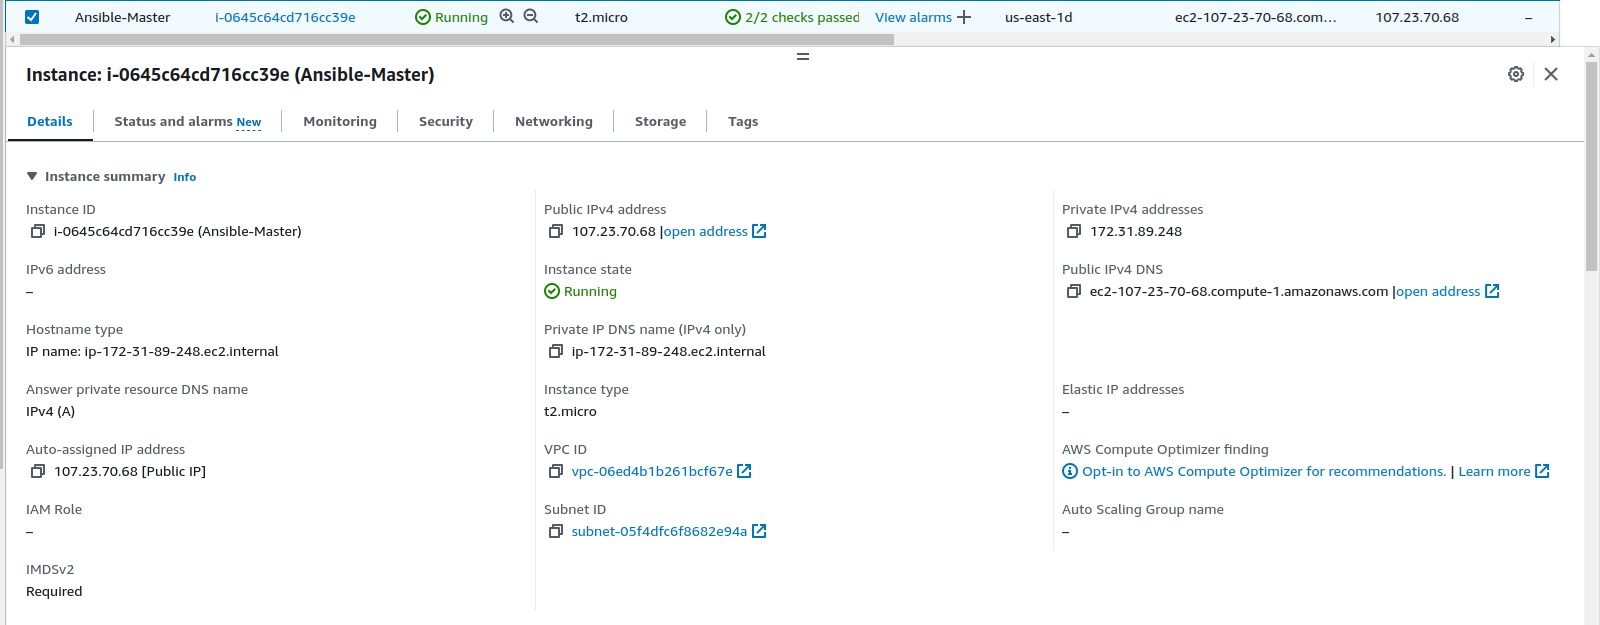 Ansible-Master i-0645c64cd716cc39e Running t2.micro 2/2 checks passed View alarms us-east-1d ec2-107-23-70-68.com... 107.23.70.68 –
Instance: i-0645c64cd716cc39e (Ansible-Master)
Details Status and alarms New Monitoring Security Networking Storage Tags
Instance summary Info
Instance ID
i-0645c64cd716cc39e (Ansible-Master)
Public IPv4 address
107.23.70.68 |open address
Private IPv4 addresses
172.31.89.248
IPv6 address
–
Instance state
Running
Public IPv4 DNS
ec2-107-23-70-68.compute-1.amazonaws.com |open address
Hostname type
IP name: ip-172-31-89-248.ec2.internal
Private IP DNS name (IPv4 only)
ip-172-31-89-248.ec2.internal
Answer private resource DNS name
IPv4 (A)
Instance type
t2.micro
Elastic IP addresses
–
Auto-assigned IP address
107.23.70.68 [Public IP]
VPC ID
vpc-06ed4b1b261bcf67e
AWS Compute Optimizer finding
Opt-in to AWS Compute Optimizer for recommendations. | Learn more
IAM Role
–
Subnet ID
subnet-05f4dfc6f8682e94a
Auto Scaling Group name
–
IMDSv2
Required